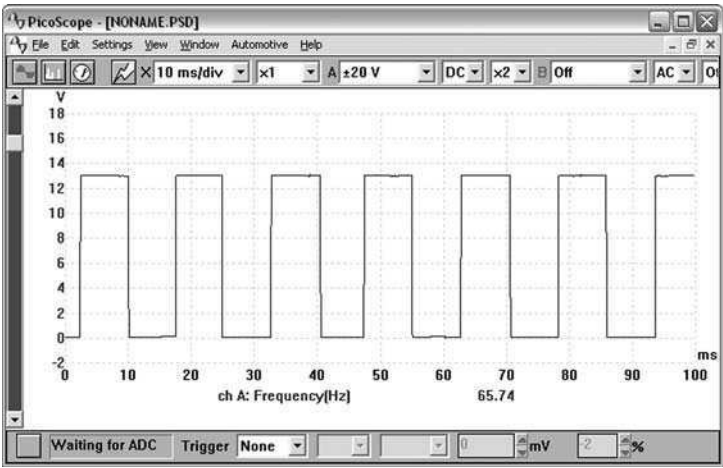 PicoScope - [NONAME.PSD]
File Edit Settings View Window Automotive Help
10 ms/div x1 A ±20 V DC x2 B Off AC
V
18
16
14
12
10
8
6
4
2
0
-2
ms
0 10 20 30 40 50 60 70 80 90 100
ch A: Frequency(Hz) 65.74
Waiting for ADC Trigger None 0 mV -2 %